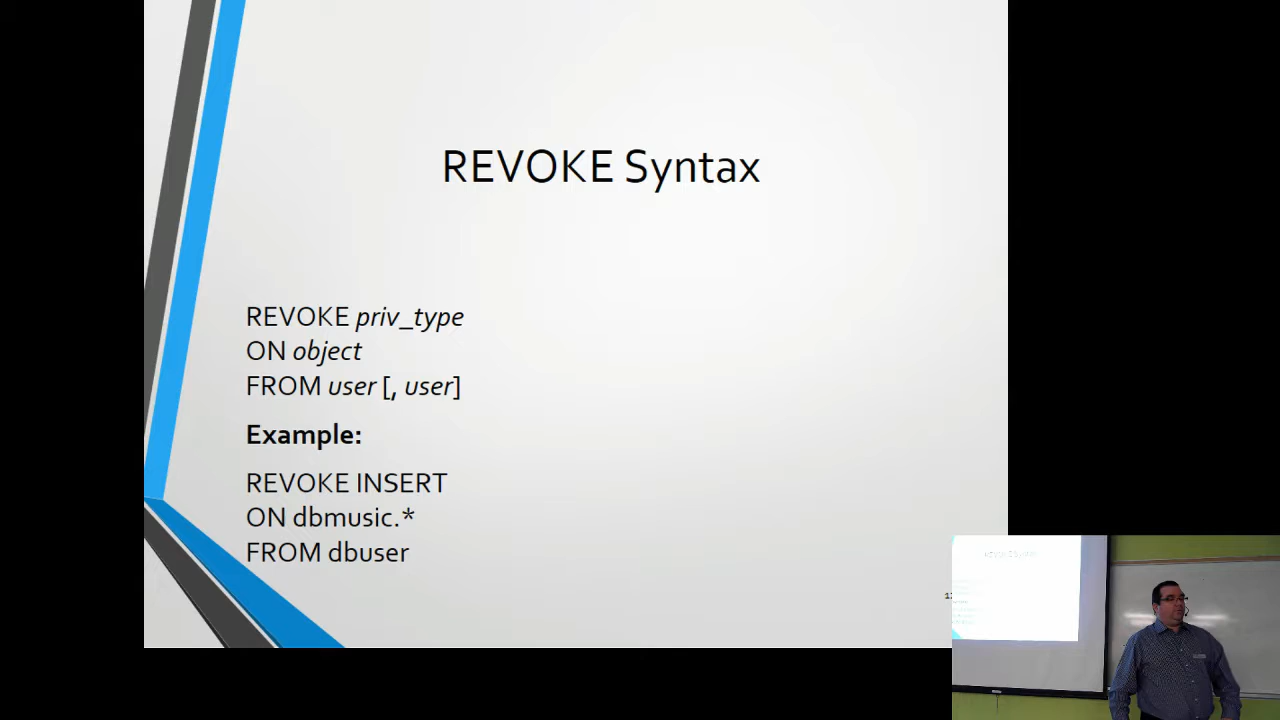 REVOKE Syntax
REVOKE priv_type
ON object
FROM user [, user]
Example:
REVOKE INSERT
ON dbmusic.*
FROM dbuser